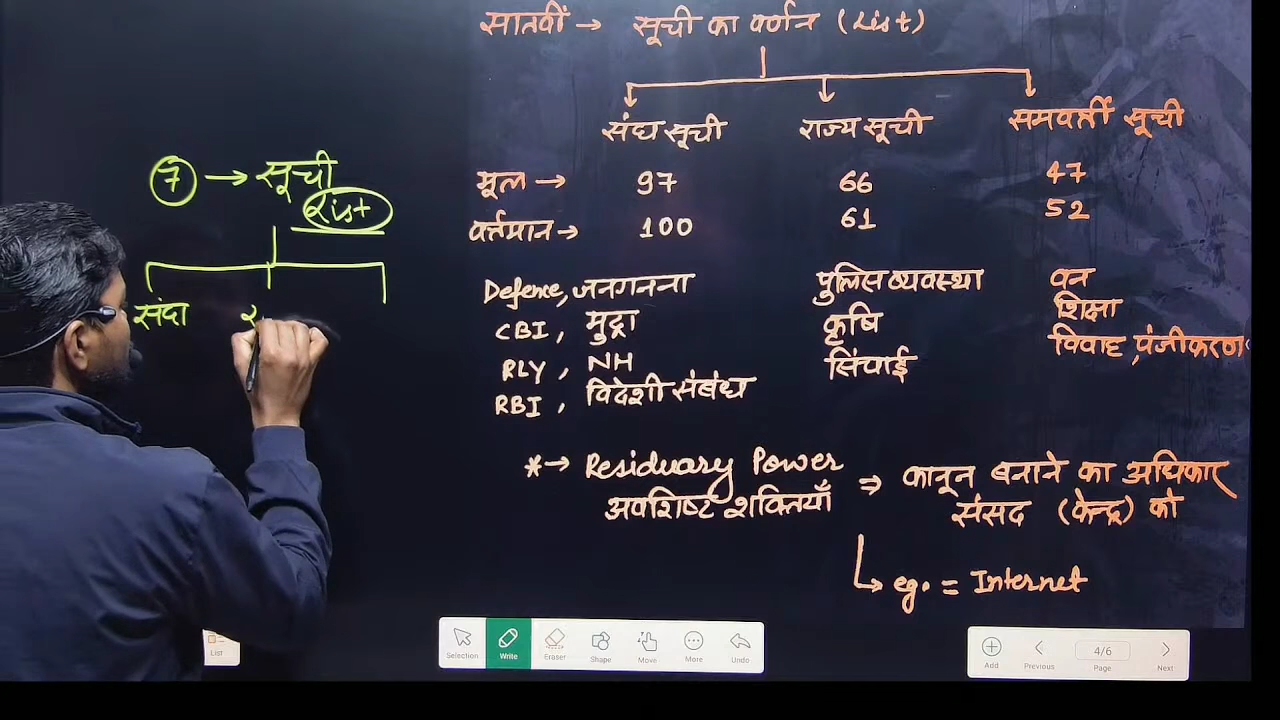 सातवीं → सूची का वर्णन (List)
संघ सूची राज्य सूची समवर्ती सूची
मूल → 97 66 47
वर्तमान → 100 61 52
Defence, जनगनना पुलिस व्यवस्था वन
CBI, मुद्रा कृषि शिक्षा
RLY, NH सिंचाई विवाह, पंजीकरण
RBI, विदेशी संबंध
*→ Residuary Power ⇒ कानून बनाने का अधिकार
अवशिष्ट शक्तियाँ संसद (केन्द्र) को
eg. = Internet
7 → सूची
List
संघ
Selection Write Eraser Shape Move More Undo
List
4/6
Add Previous Page Next